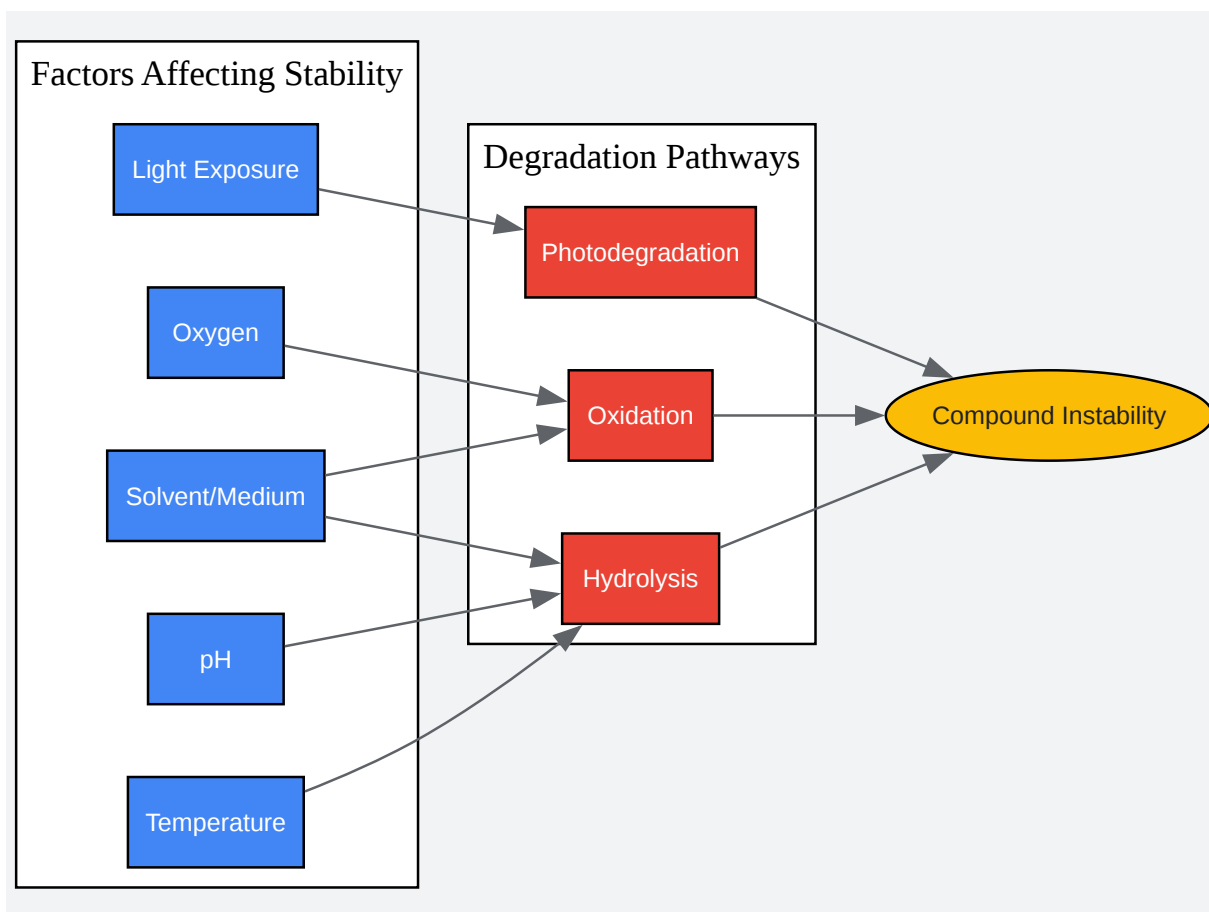 Factors Affecting Stability
Light Exposure
Oxygen
Solvent/Medium
pH
Temperature
Degradation Pathways
Photodegradation
Oxidation
Hydrolysis
Compound Instability